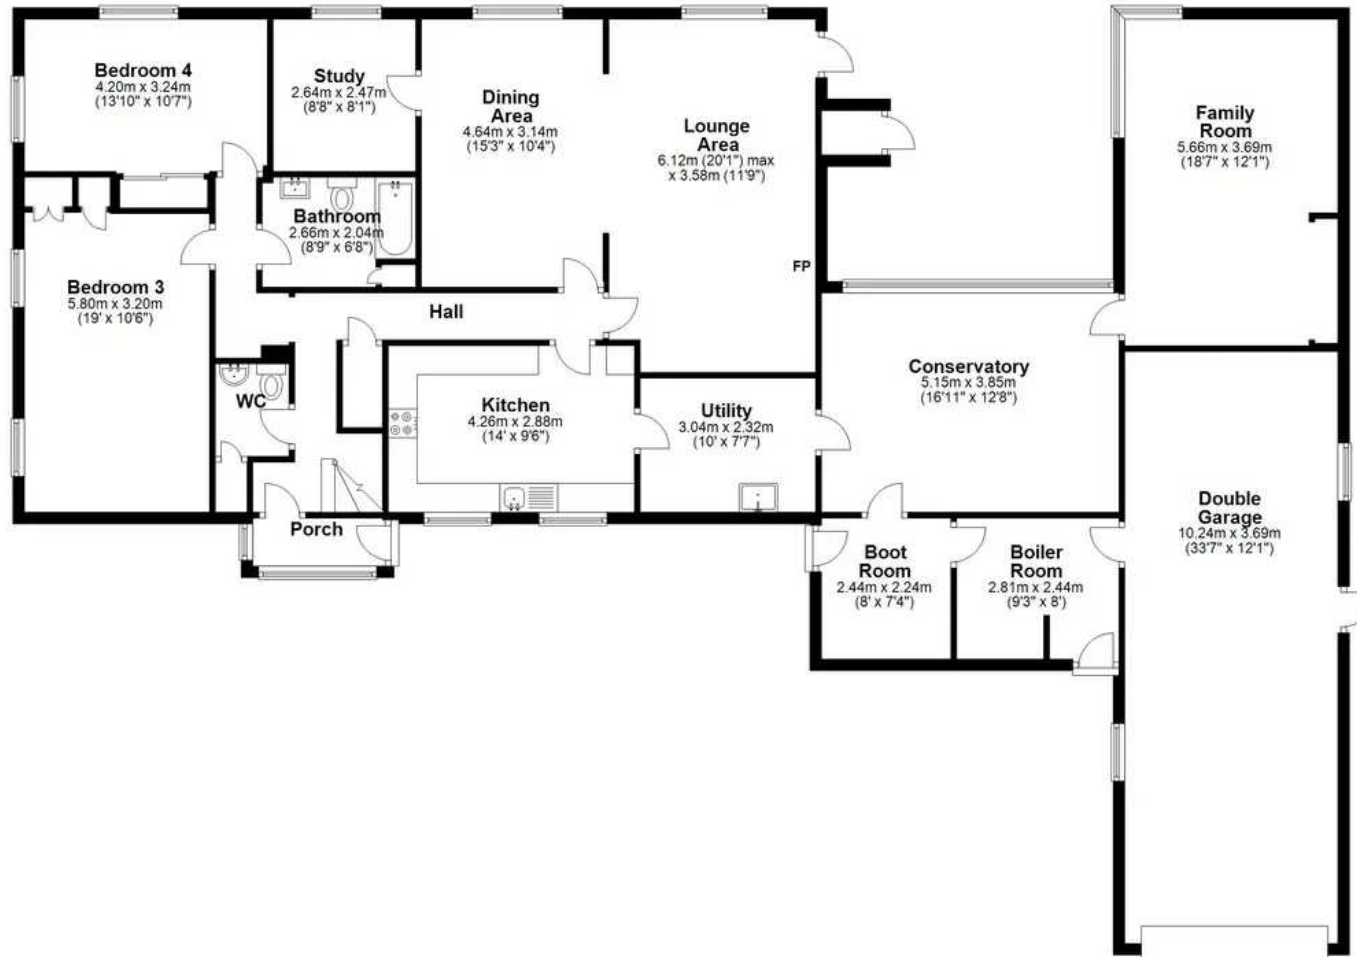 Bedroom 4
4.20m x 3.24m
(13'10" x 10'7")
Study
2.64m x 2.47m
(8'8" x 8'1")
Dining
Area
4.64m x 3.14m
(15'3" x 10'4")
Lounge
Area
6.12m (20'1") max
x 3.58m (11'9")
Family
Room
5.66m x 3.69m
(18'7" x 12'1")
Bathroom
2.66m x 2.04m
(8'9" x 6'8")
FP
Bedroom 3
5.80m x 3.20m
(19' x 10'6")
Hall
Conservatory
5.15m x 3.85m
(16'11" x 12'8")
WC
Kitchen
4.26m x 2.88m
(14' x 9'6")
Utility
3.04m x 2.32m
(10' x 7'7")
Double
Garage
10.24m x 3.69m
(33'7" x 12'1")
Porch
Boot
Room
2.44m x 2.24m
(8' x 7'4")
Boiler
Room
2.81m x 2.44m
(9'3" x 8')